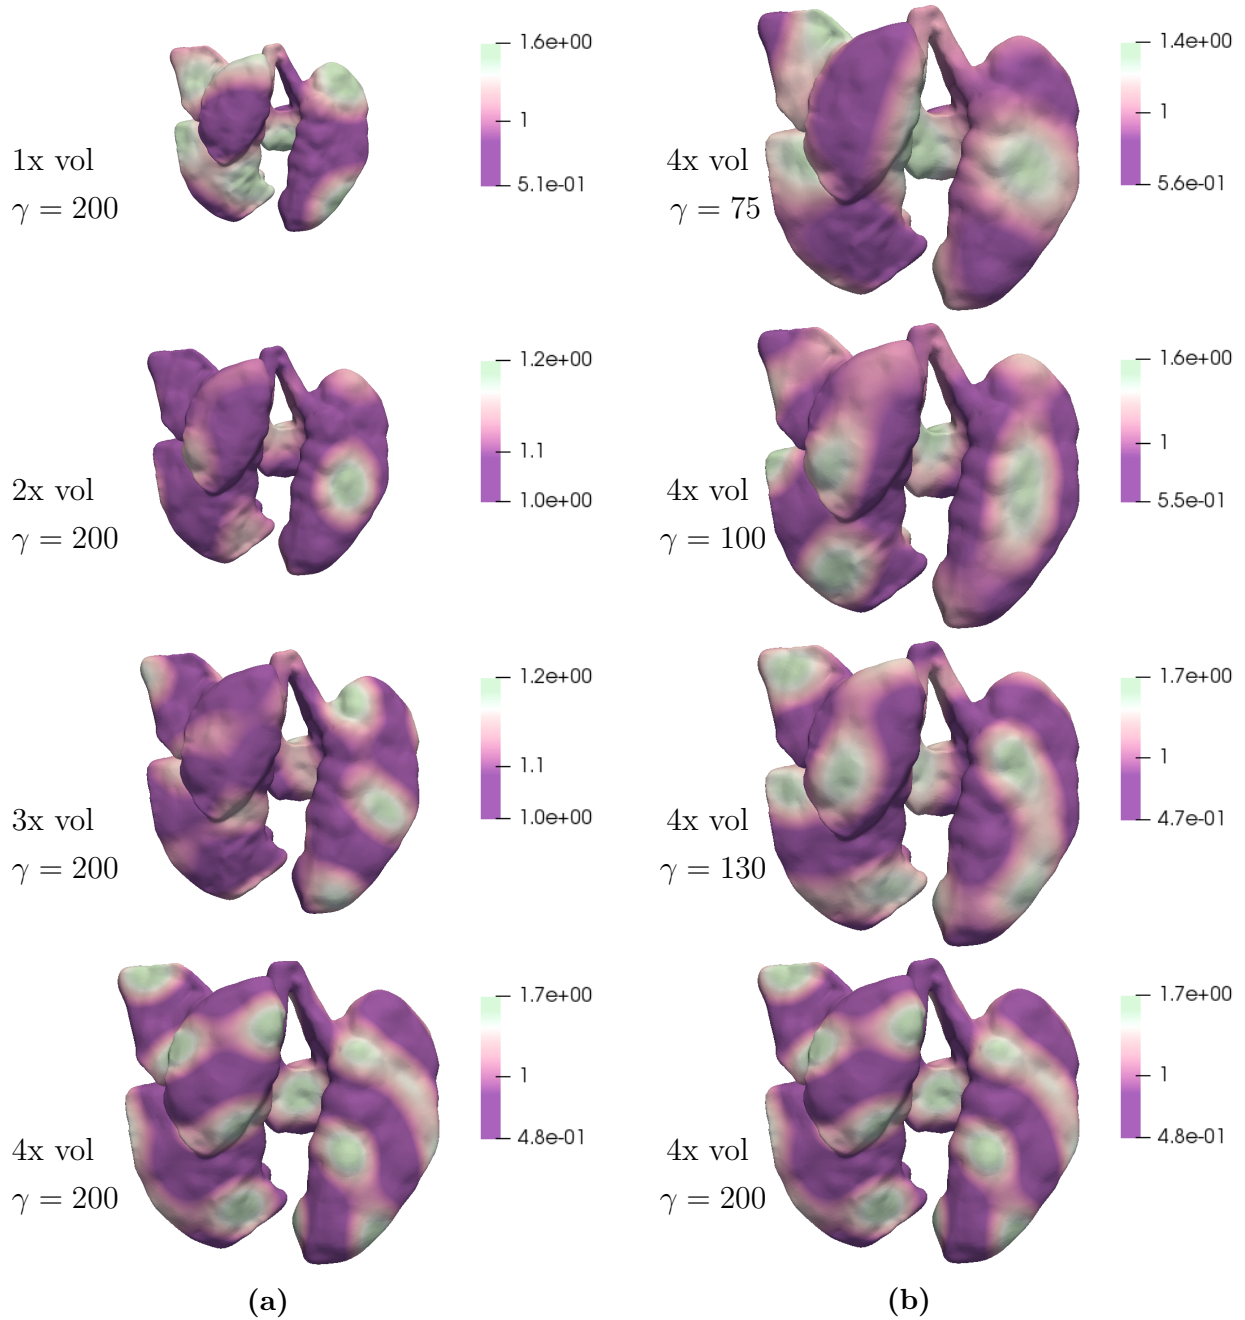 1.6e+00
1
5.1e-01
1x vol
γ = 200
1.2e+00
1.1
1.0e+00
2x vol
γ = 200
1.2e+00
1.1
1.0e+00
3x vol
γ = 200
1.7e+00
1
4.8e-01
4x vol
γ = 200
(a)
1.4e+00
1
5.6e-01
4x vol
γ = 75
1.6e+00
1
5.5e-01
4x vol
γ = 100
1.7e+00
1
4.7e-01
4x vol
γ = 130
1.7e+00
1
4.8e-01
4x vol
γ = 200
(b)